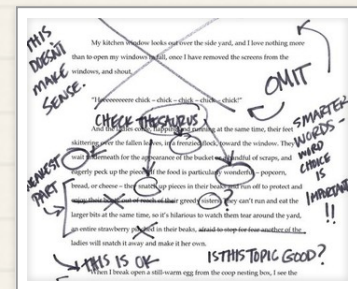 THIS
DOESN'T
MAKE
SENSE.
My kitchen window looks out over the side yard, and I love nothing more
than to open my windows full, once I have removed the screens from the
windows, and shout,
OMIT
"Heeeeeeeere chick – chick – chick – chick – chick!"
CHECK THESAURUS
And the ladies come, flapping and running at the same time, their feet
skittering over the fallen leaves, in a frenzied flock, toward the window. They
wait underneath for the appearance of the bucket or handful of scraps, and
eagerly peck up the pieces. If the food is particularly wonderful – popcorn,
bread, or cheese – they snatch up pieces in their beaks and run off to protect and
enjoy their bounty out of reach of their greedy sisters
they can't run and eat the
larger bits at the same time, so it's hilarious to watch them tear around the yard,
an entire strawberry in their beaks, afraid to stop for fear another of the
ladies will snatch it away and make it her own.
SMARTER
WORDS –
WORD
CHOICE
IS
IMPORTANT
!!
WEAKEST
PART
?
THIS IS OK
IS THIS TOPIC GOOD?
When I break open a still-warm egg from the coop nesting box, I see the